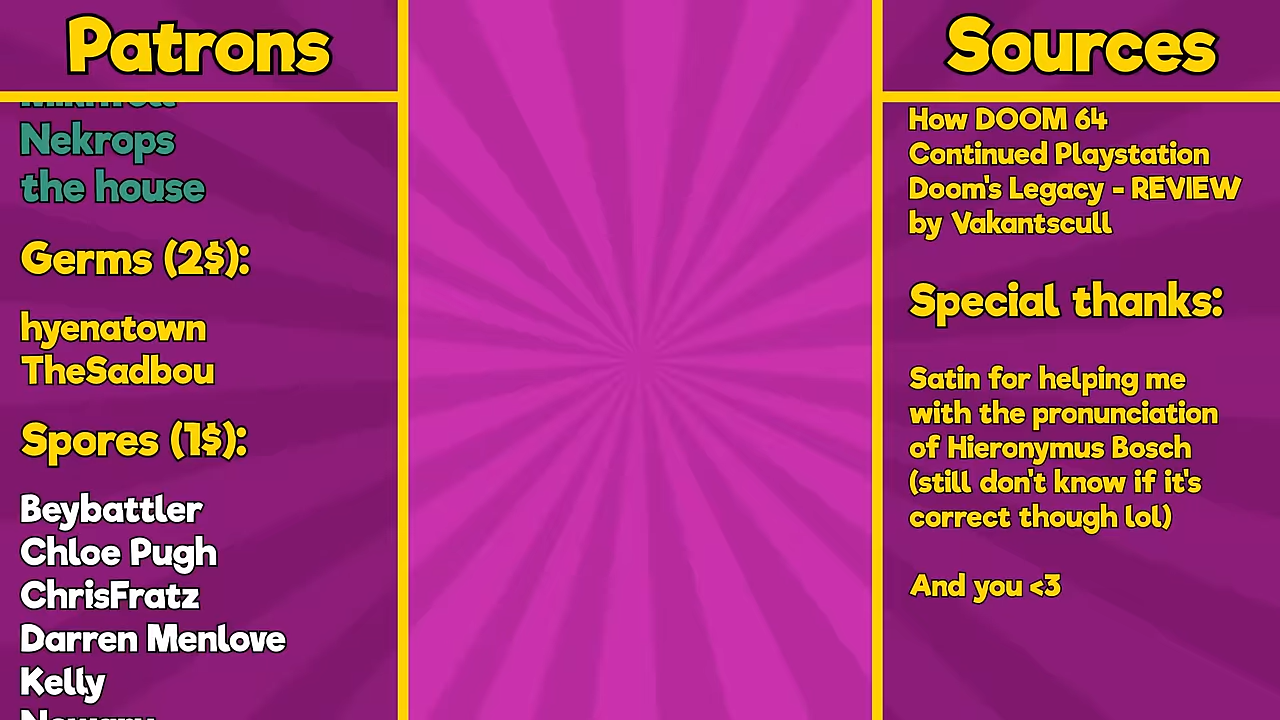 Patrons
Nekrops
the house
Germs (2$):
hyenatown
TheSadbou
Spores (1$):
Beybattler
Chloe Pugh
ChrisFratz
Darren Menlove
Kelly
Sources
How DOOM 64
Continued Playstation
Doom's Legacy - REVIEW
by Vakantscull
Special thanks:
Satin for helping me
with the pronunciation
of Hieronymus Bosch
(still don't know if it's
correct though lol)
And you <3